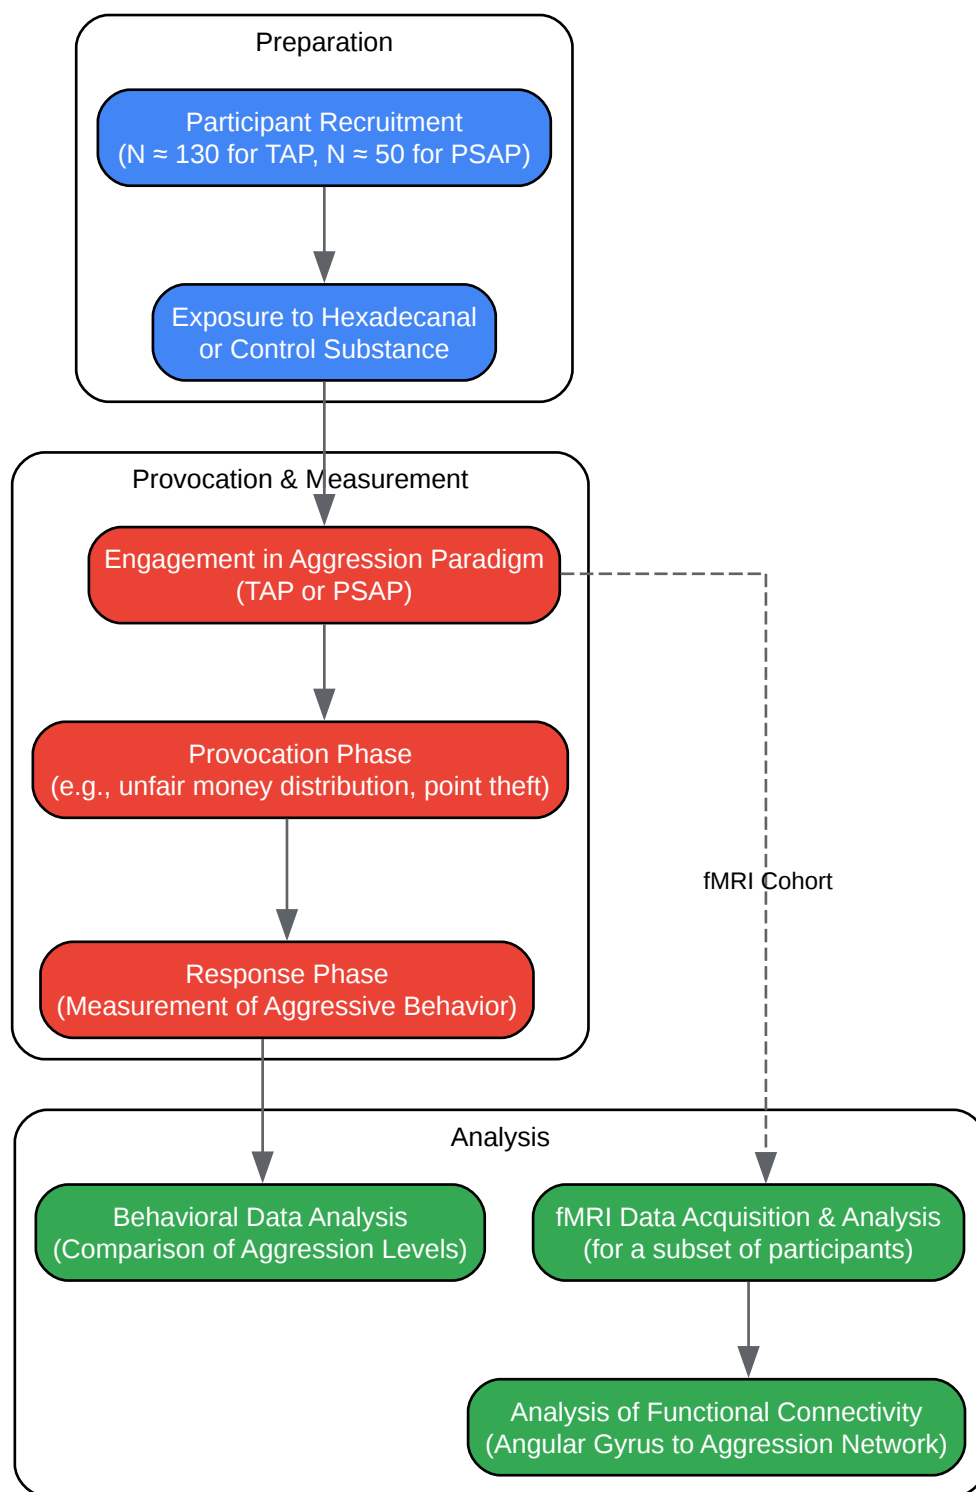 Preparation
Participant Recruitment
(N ≈ 130 for TAP, N ≈ 50 for PSAP)
Exposure to Hexadecanal
or Control Substance
Provocation & Measurement
Engagement in Aggression Paradigm
(TAP or PSAP)
Provocation Phase
(e.g., unfair money distribution, point theft)
fMRI Cohort
Response Phase
(Measurement of Aggressive Behavior)
Analysis
Behavioral Data Analysis
(Comparison of Aggression Levels)
fMRI Data Acquisition & Analysis
(for a subset of participants)
Analysis of Functional Connectivity
(Angular Gyrus to Aggression Network)